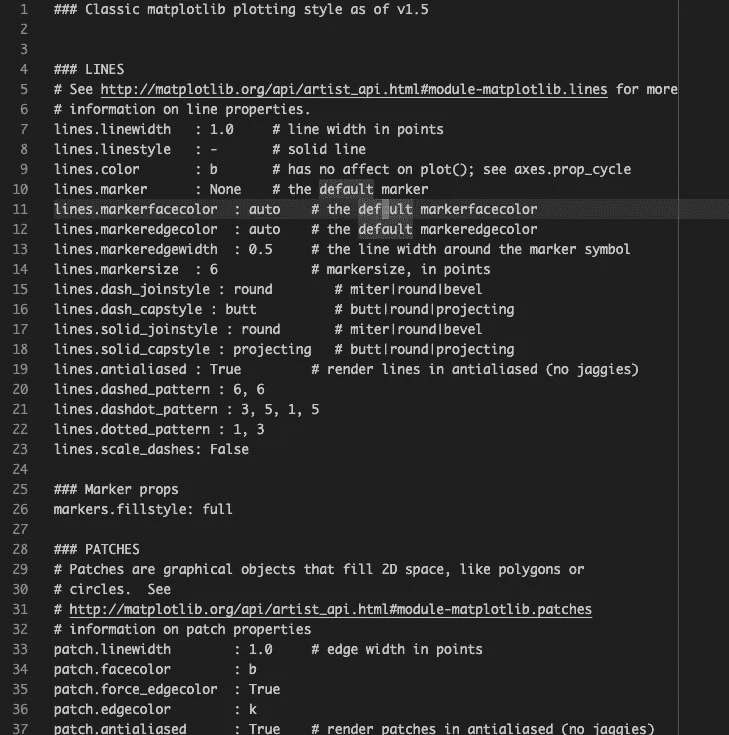 1 ### Classic matplotlib plotting style as of v1.5
2
3
4 ### LINES
5 # See http://matplotlib.org/api/artist_api.html#module-matplotlib.lines for more
6 # information on line properties.
7 lines.linewidth   : 1.0     # line width in points
8 lines.linestyle   : -       # solid line
9 lines.color       : b       # has no affect on plot(); see axes.prop_cycle
10 lines.marker      : None    # the default marker
11 lines.markerfacecolor  : auto    # the default markerfacecolor
12 lines.markeredgecolor  : auto    # the default markeredgecolor
13 lines.markeredgewidth  : 0.5     # the line width around the marker symbol
14 lines.markersize  : 6            # markersize, in points
15 lines.dash_joinstyle : round        # miter|round|bevel
16 lines.dash_capstyle : butt          # butt|round|projecting
17 lines.solid_joinstyle : round       # miter|round|bevel
18 lines.solid_capstyle : projecting   # butt|round|projecting
19 lines.antialiased : True         # render lines in antialiased (no jaggies)
20 lines.dashed_pattern : 6, 6
21 lines.dashdot_pattern : 3, 5, 1, 5
22 lines.dotted_pattern : 1, 3
23 lines.scale_dashes: False
24
25 ### Marker props
26 markers.fillstyle: full
27
28 ### PATCHES
29 # Patches are graphical objects that fill 2D space, like polygons or
30 # circles.  See
31 # http://matplotlib.org/api/artist_api.html#module-matplotlib.patches
32 # information on patch properties
33 patch.linewidth        : 1.0     # edge width in points
34 patch.facecolor        : b
35 patch.force_edgecolor  : True
36 patch.edgecolor        : k
37 patch.antialiased      : True    # render patches in antialiased (no jaggies)